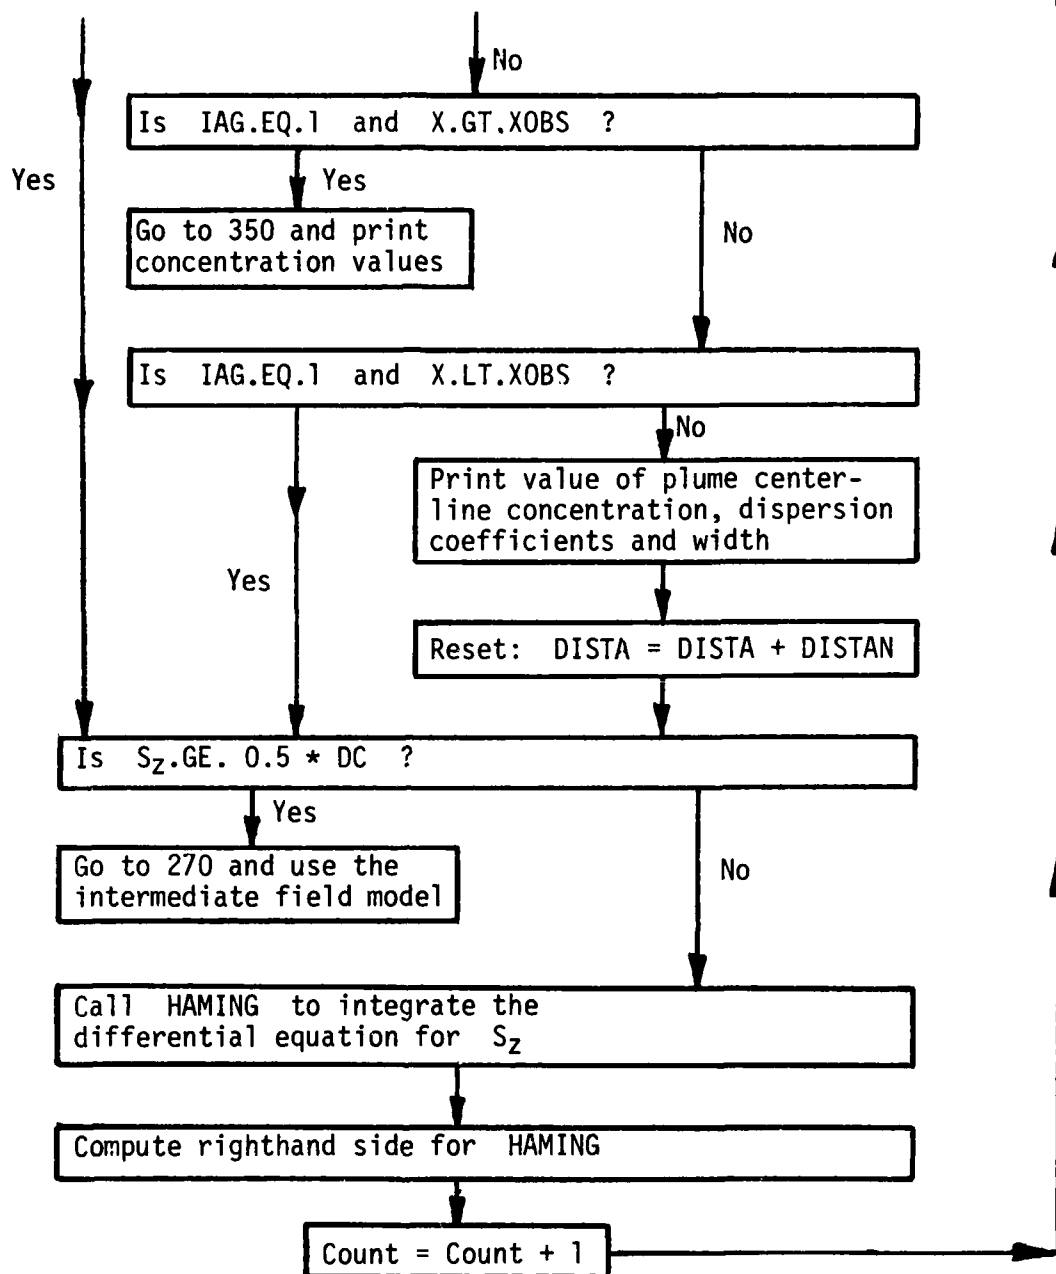 No
Is IAG.EQ.1 and X.GT.XOBS ?
Yes
Yes
Go to 350 and print
concentration values
No
Is IAG.EQ.1 and X.LT.XOBS ?
No
Print value of plume center-
line concentration, dispersion
coefficients and width
Yes
Reset: DISTA = DISTA + DISTAN
Is Sz.GE. 0.5 * DC ?
Yes
Go to 270 and use the
intermediate field model
No
Call HAMING to integrate the
differential equation for Sz
Compute righthand side for HAMING
Count = Count + 1